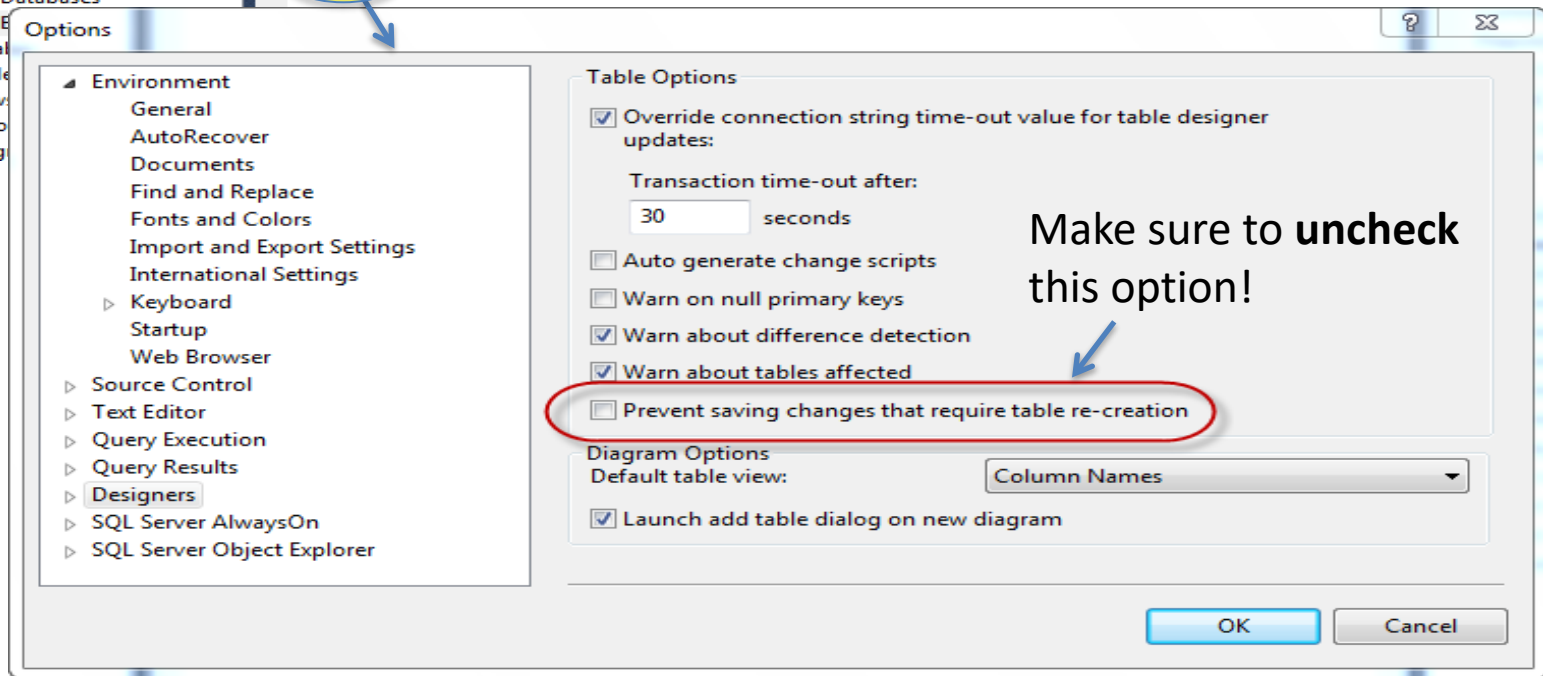 Databases
Options
Environment
General
AutoRecover
Documents
Find and Replace
Fonts and Colors
Import and Export Settings
International Settings
Keyboard
Startup
Web Browser
Source Control
Text Editor
Query Execution
Query Results
Designers
SQL Server AlwaysOn
SQL Server Object Explorer
Table Options
Override connection string time-out value for table designer
updates:
Transaction time-out after:
30 seconds
Auto generate change scripts
Warn on null primary keys
Warn about difference detection
Warn about tables affected
Prevent saving changes that require table re-creation
Make sure to uncheck
this option!
Diagram Options
Default table view: Column Names
Launch add table dialog on new diagram
OK Cancel